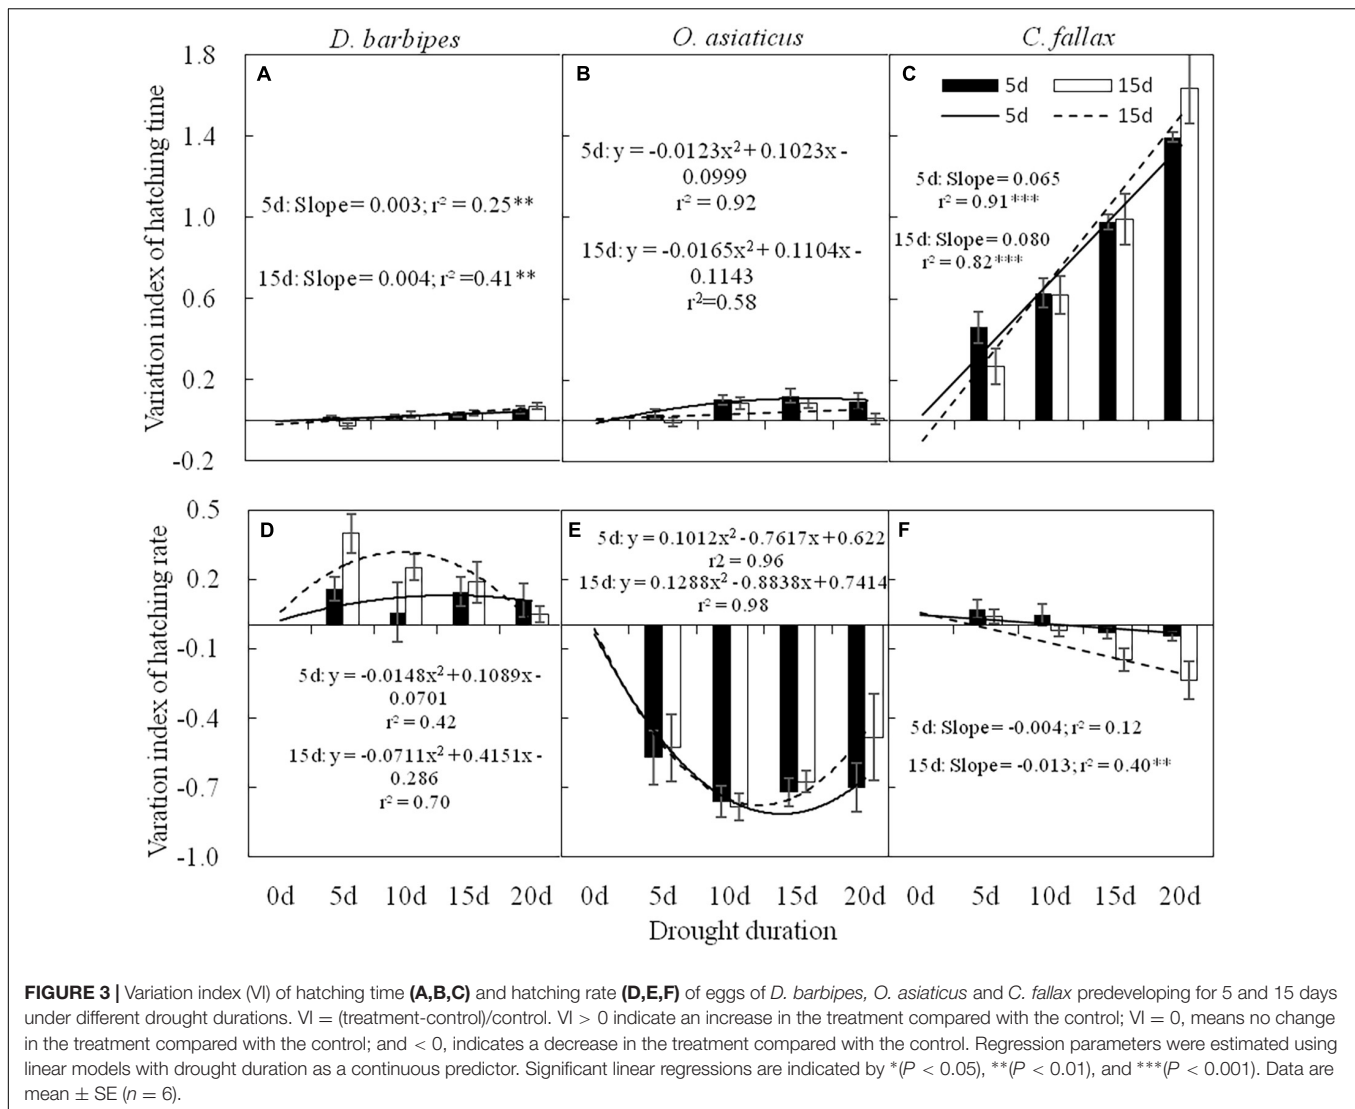 D. barbipes O. asiaticus C. fallax
Variation index of hatching time
1.8
1.4
1.0
0.6
0.2
-0.2
A
5d: Slope= 0.003; r² = 0.25**
15d: Slope= 0.004; r² =0.41**
B
5d: y = -0.0123x²+0.1023x-
0.0999
r² = 0.92
15d: y = -0.0165x²+0.1104x-
0.1143
r²=0.58
C
5d 15d
5d 15d
5d: Slope= 0.065
r² = 0.91***
15d: Slope= 0.080
r² = 0.82***
Varation index of hatching rate
0.5
0.2
-0.1
-0.4
-0.7
-1.0
D
5d: y = -0.0148x²+0.1089x-
0.0701
r² = 0.42
15d: y = -0.0711x²+0.4151x-
0.286
r² = 0.70
E
5d: y = 0.1012x²-0.7617x+0.622
r2 = 0.96
15d: y = 0.1288x²-0.8838x+0.7414
r² = 0.98
F
5d: Slope= -0.004; r² = 0.12
15d: Slope= -0.013; r² = 0.40**
0d 5d 10d 15d 20d 0d 5d 10d 15d 20d 0d 5d 10d 15d 20d
Drought duration
FIGURE 3 | Variation index (VI) of hatching time (A,B,C) and hatching rate (D,E,F) of eggs of D. barbipes, O. asiaticus and C. fallax predeveloping for 5 and 15 days
under different drought durations. VI = (treatment-control)/control. VI > 0 indicate an increase in the treatment compared with the control; VI = 0, means no change
in the treatment compared with the control; and < 0, indicates a decrease in the treatment compared with the control. Regression parameters were estimated using
linear models with drought duration as a continuous predictor. Significant linear regressions are indicated by *(P < 0.05), **(P < 0.01), and ***(P < 0.001). Data are
mean ± SE (n = 6).